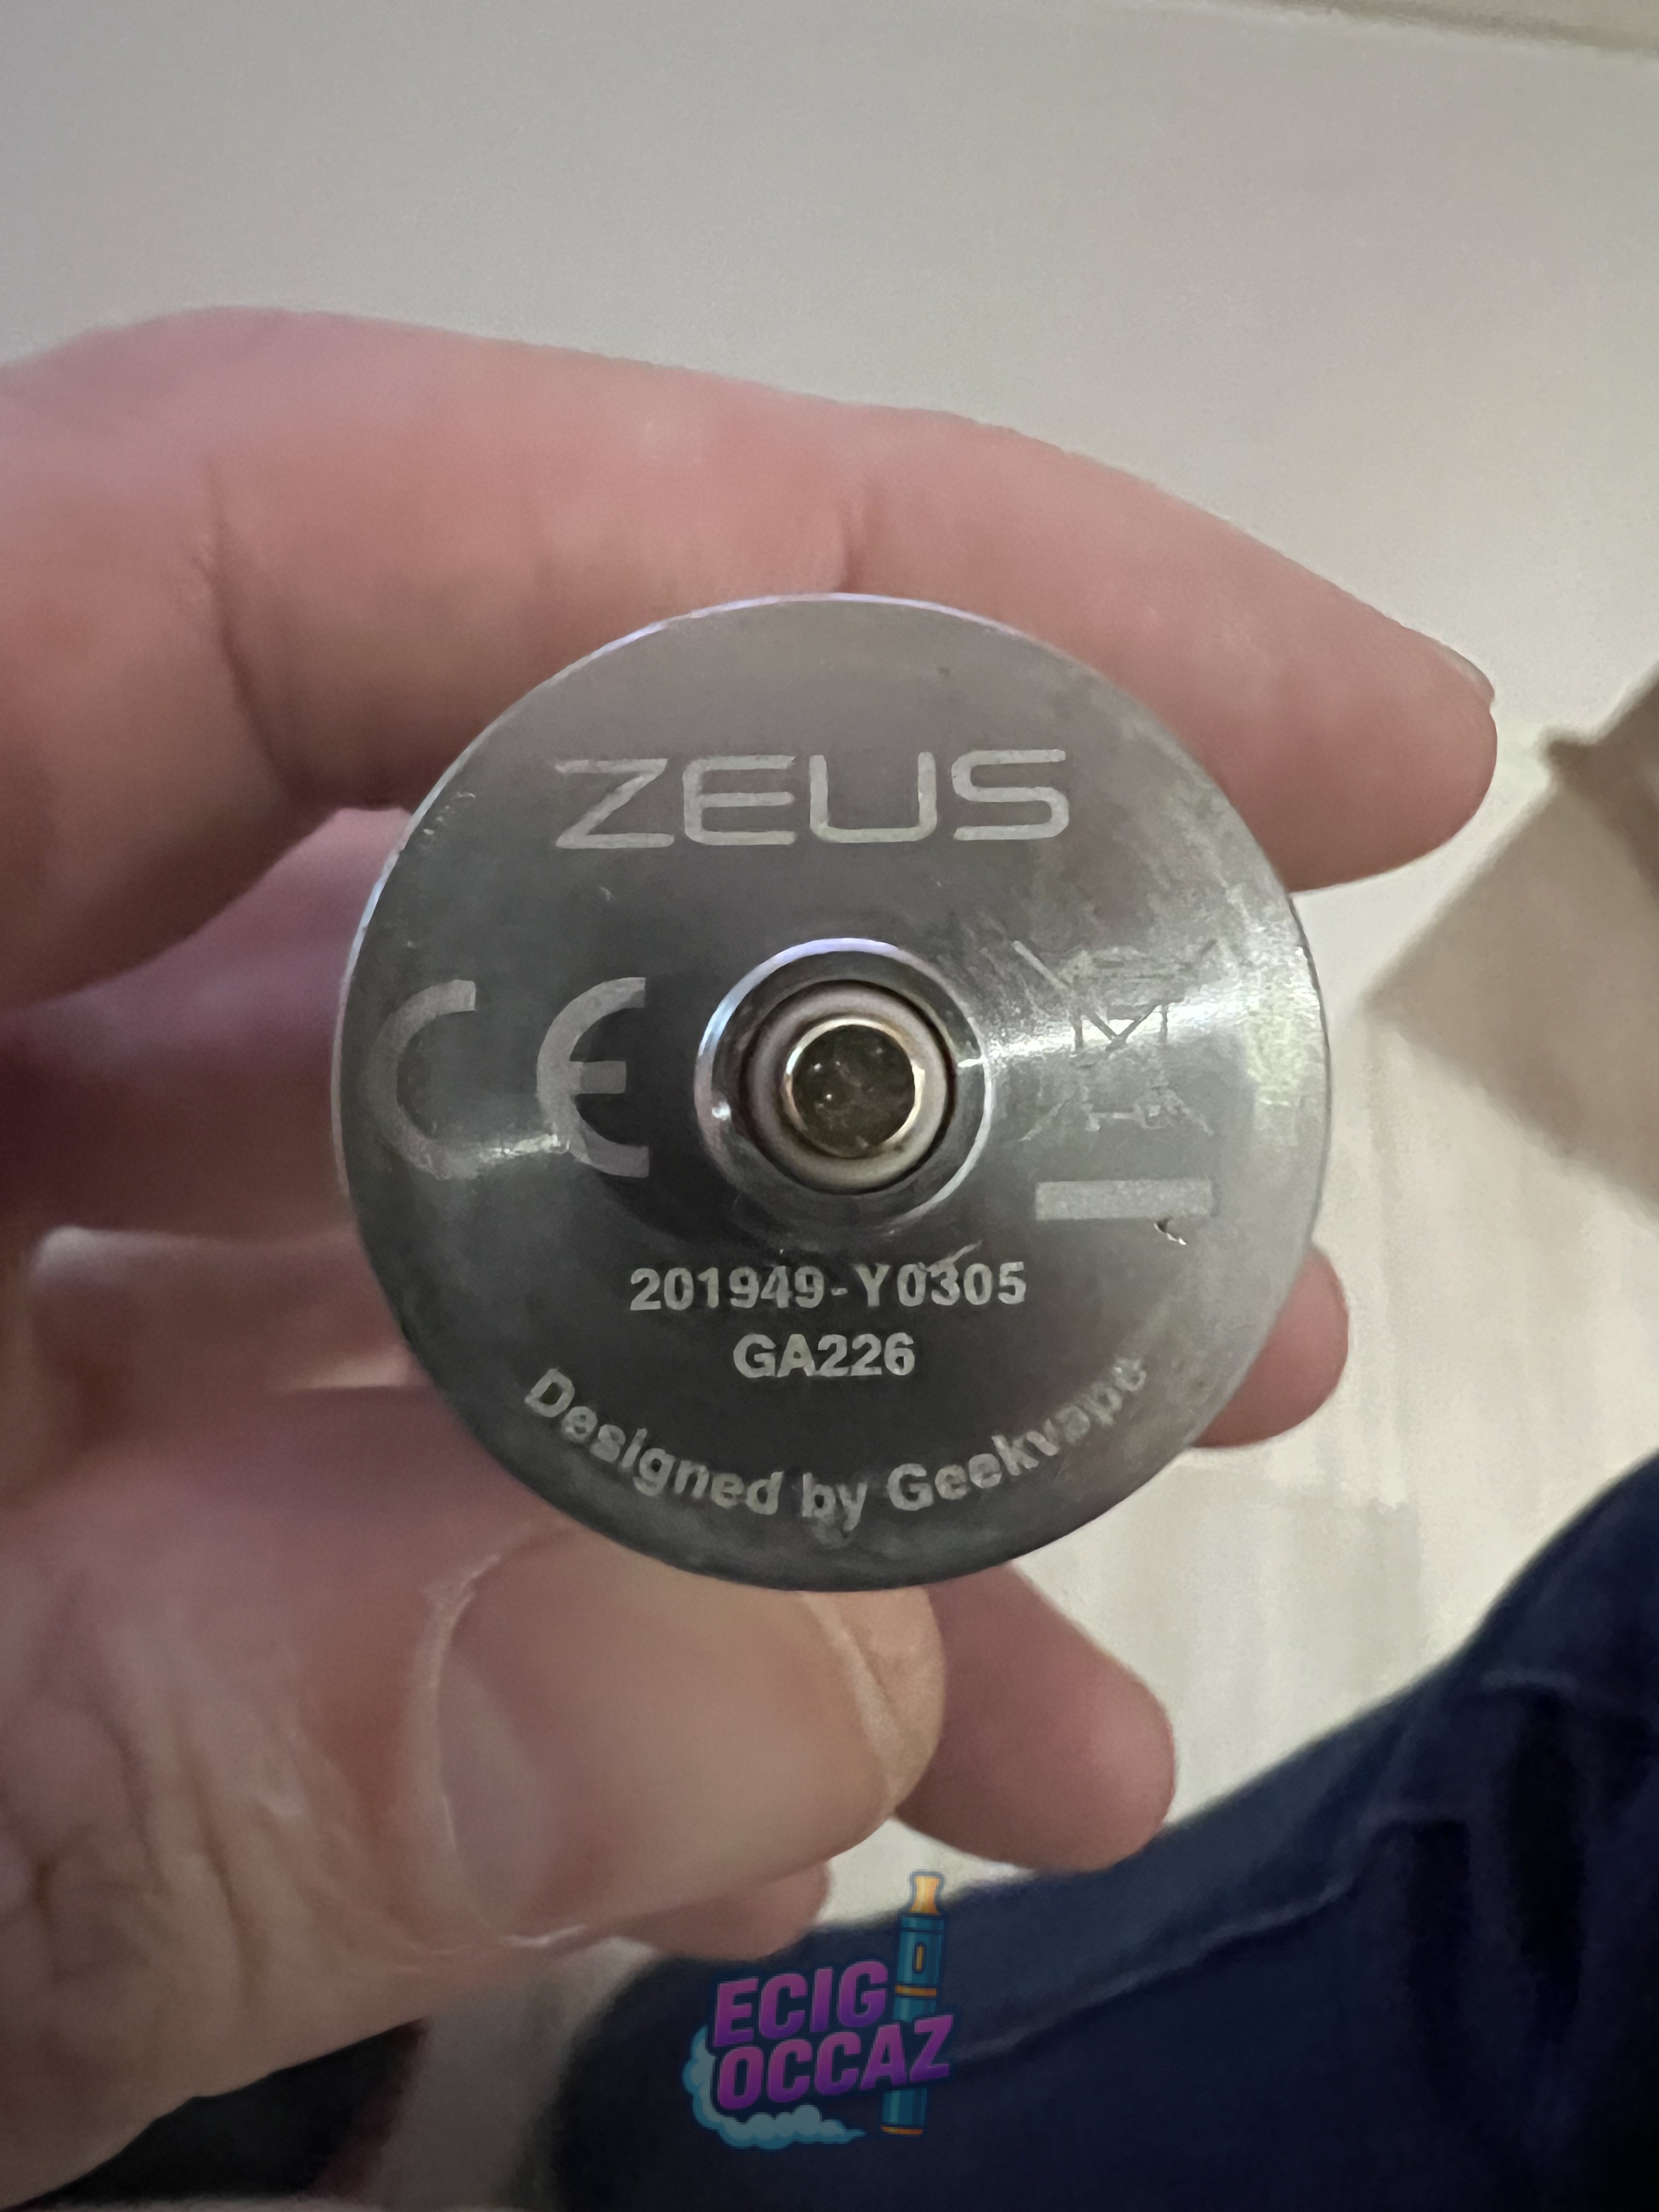 ZEUS
CE
201949-Y0305
GA226
Designed by Geekvape
ECIG
OCCAZ